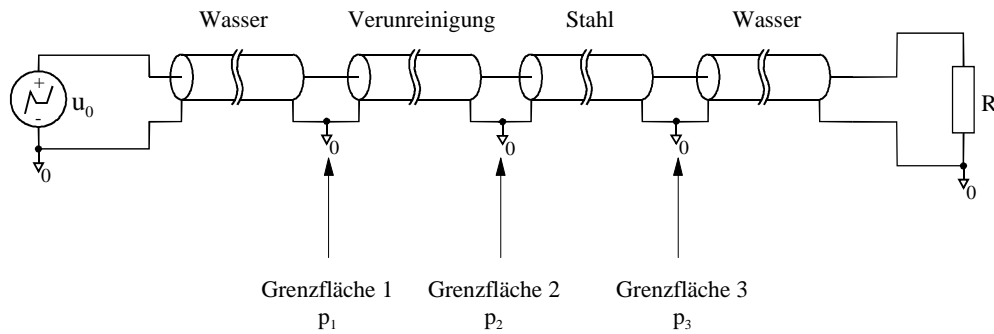 Wasser Verunreinigung Stahl Wasser
+
-
u0
R
0 0 0 0 0
Grenzfläche 1 Grenzfläche 2 Grenzfläche 3
p1 p2 p3